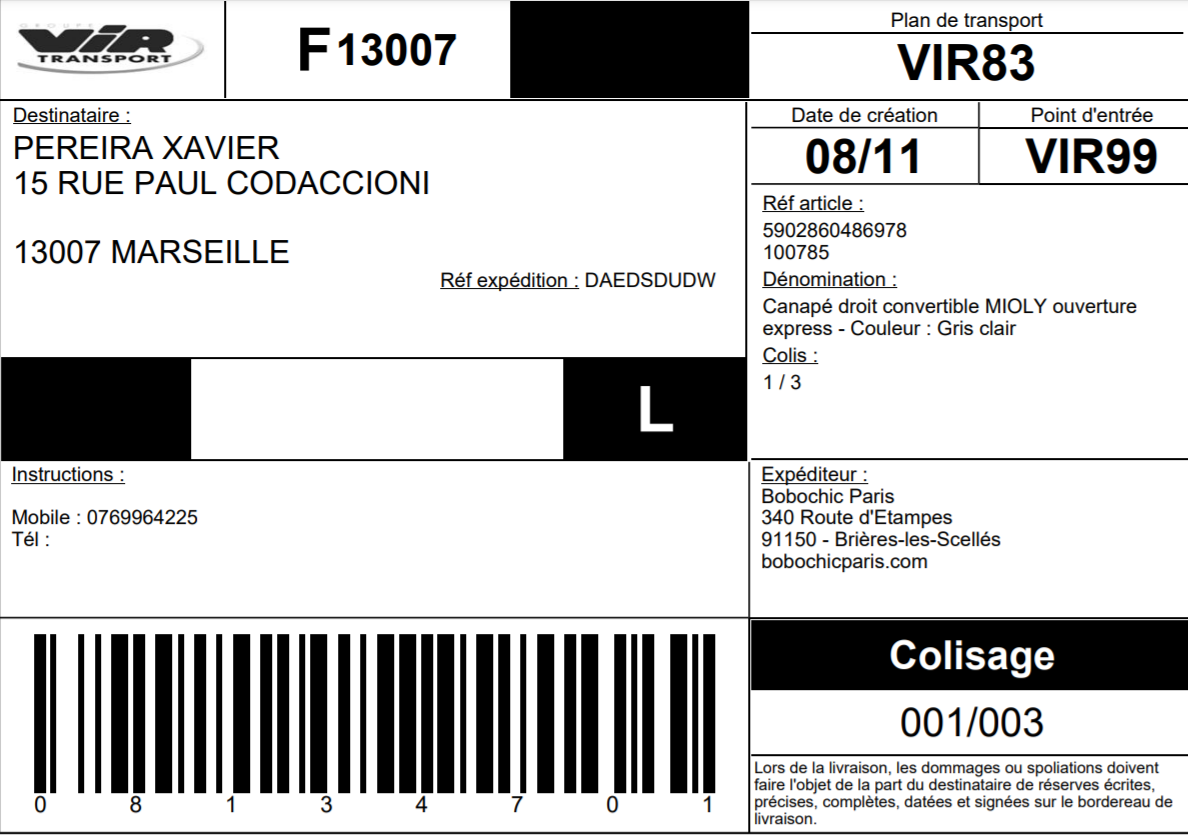 GROUPE
VIR
TRANSPORT
F 13007
Plan de transport
VIR83
Destinataire :
PEREIRA XAVIER
15 RUE PAUL CODACCIONI
13007 MARSEILLE
Réf expédition : DAEDSDUDW
Date de création
08/11
Point d'entrée
VIR99
Réf article :
5902860486978
100785
Dénomination :
Canapé droit convertible MIOLY ouverture
express - Couleur : Gris clair
Colis :
1 / 3
L
Instructions :
Mobile : 0769964225
Tél :
Expéditeur :
Bobochic Paris
340 Route d'Etampes
91150 - Brières-les-Scellés
bobochicparis.com
0 8 1 3 4 7 0 1
Colisage
001/003
Lors de la livraison, les dommages ou spoliations doivent
faire l'objet de la part du destinataire de réserves écrites,
précises, complètes, datées et signées sur le bordereau de
livraison.